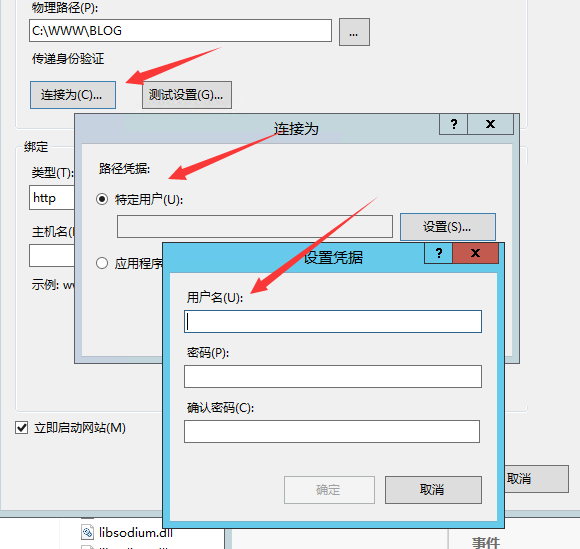 物理路径(P):
C:\WWW\BLOG
...
传递身份验证
连接为(C)...
测试设置(G)...
连接为
?
x
绑定
路径凭据:
类型(T):
特定用户(U):
http
设置(S)...
主机名(
设置凭据
?
x
应用程序
示例: w
用户名(U):
密码(P):
确认密码(C):
立即启动网站(M)
确定
取消
取消
libsodium.dll
事件